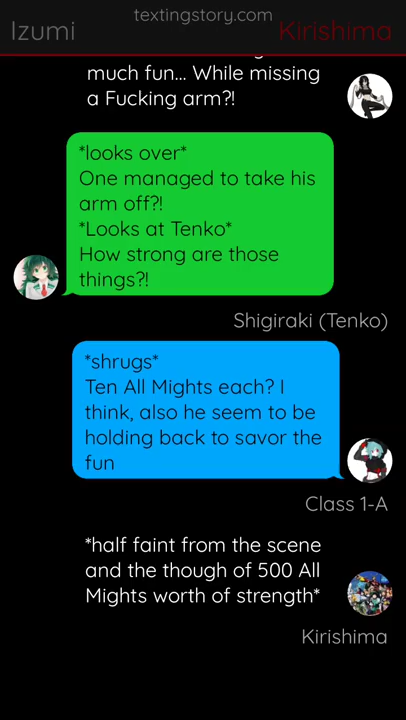 textingstory.com
Izumi
Kirishima
much fun... While missing
a Fucking arm?!
*looks over*
One managed to take his
arm off?!
*Looks at Tenko*
How strong are those
things?!
Shigiraki (Tenko)
*shrugs*
Ten All Mights each? I
think, also he seem to be
holding back to savor the
fun
Class 1-A
*half faint from the scene
and the though of 500 All
Mights worth of strength*
Kirishima